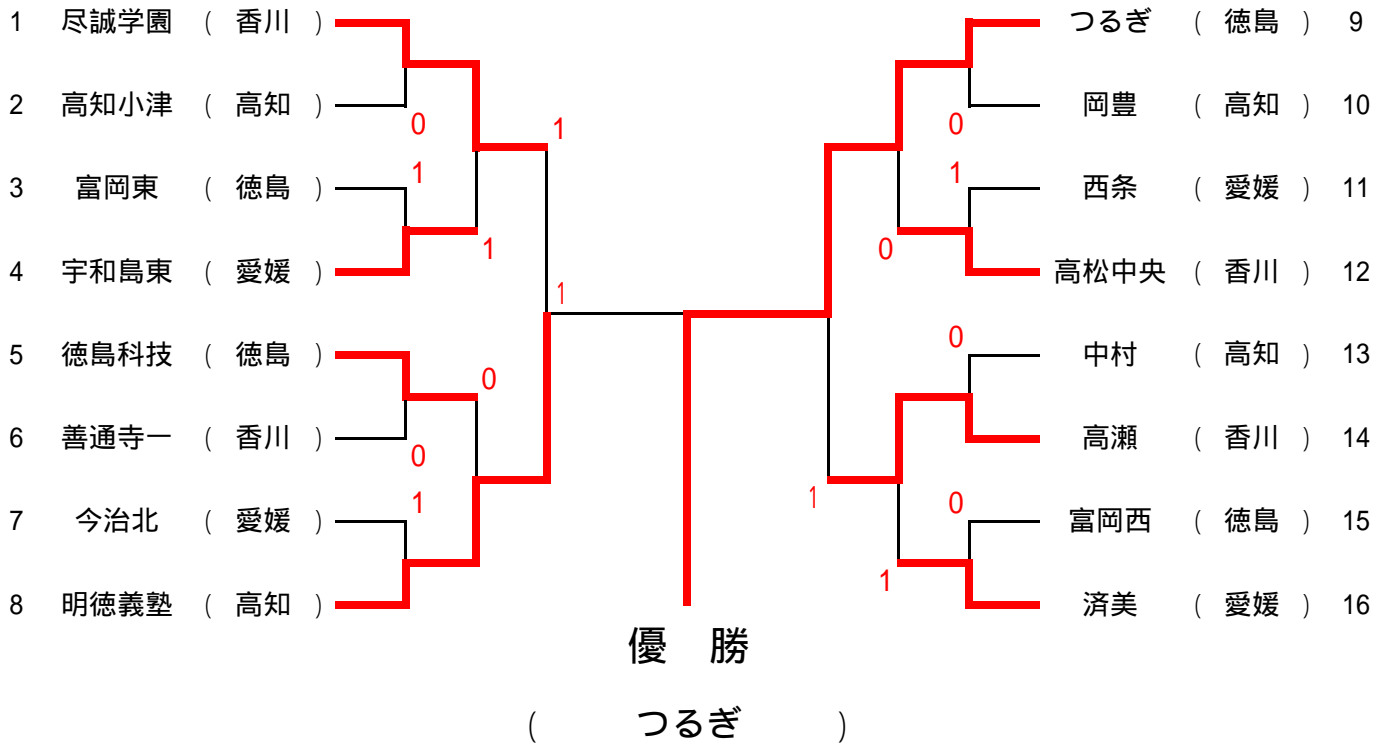 1 尽誠学園 ( 香川 ) つるぎ ( 徳島 ) 9
2 高知小津 ( 高知 ) 岡豊 ( 高知 ) 10
0 1 0
1 1
3 富岡東 ( 徳島 ) 西条 ( 愛媛 ) 11
1 0
4 宇和島東 ( 愛媛 ) 高松中央 ( 香川 ) 12
1
0
5 徳島科技 ( 徳島 ) 中村 ( 高知 ) 13
0
6 善通寺一 ( 香川 ) 高瀬 ( 香川 ) 14
0
1 1 0
7 今治北 ( 愛媛 ) 富岡西 ( 徳島 ) 15
1
8 明徳義塾 ( 高知 ) 済美 ( 愛媛 ) 16
優 勝
( つるぎ )